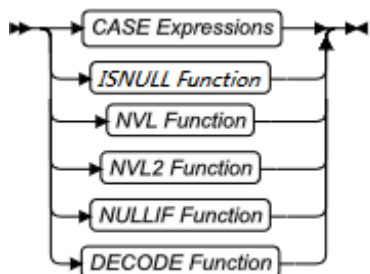 CASE Expressions
ISNULL Function
NVL Function
NVL2 Function
NULLIF Function
DECODE Function